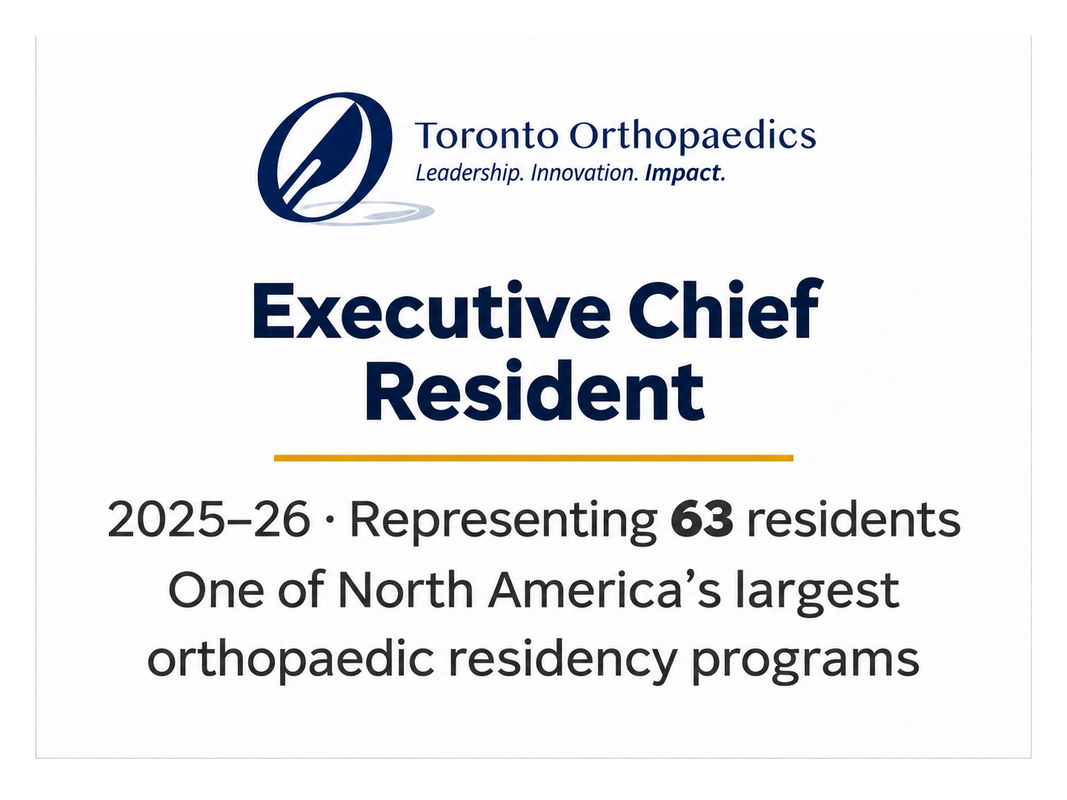 Toronto Orthopaedics
Leadership. Innovation. Impact.
Executive Chief
Resident
2025–26 · Representing 63 residents
One of North America’s largest
orthopaedic residency programs